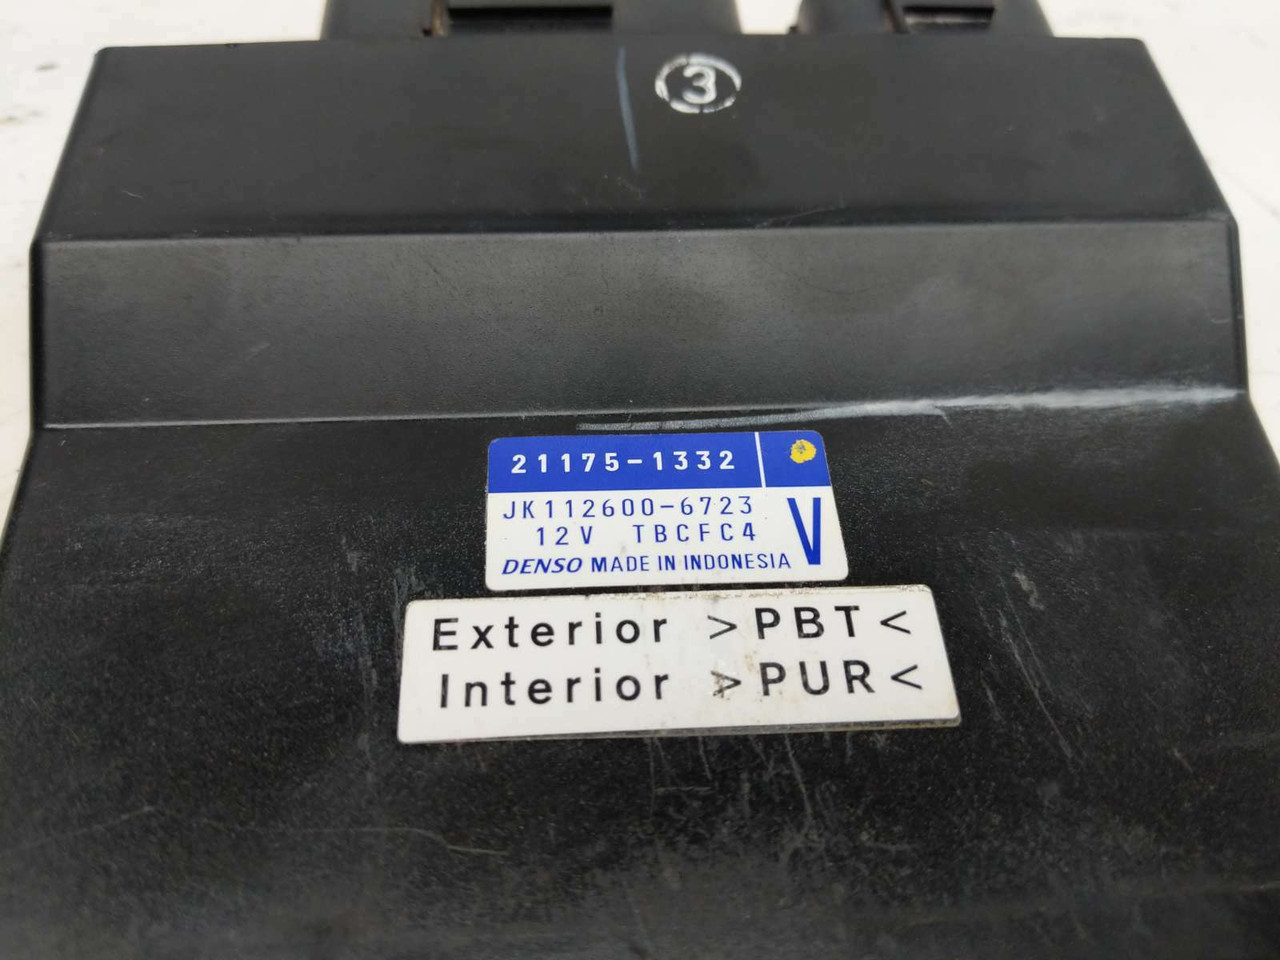 3
21175-1332
JK112600-6723
12V TBCFC4
V
DENSO MADE IN INDONESIA
Exterior >PBT<
Interior >PUR<